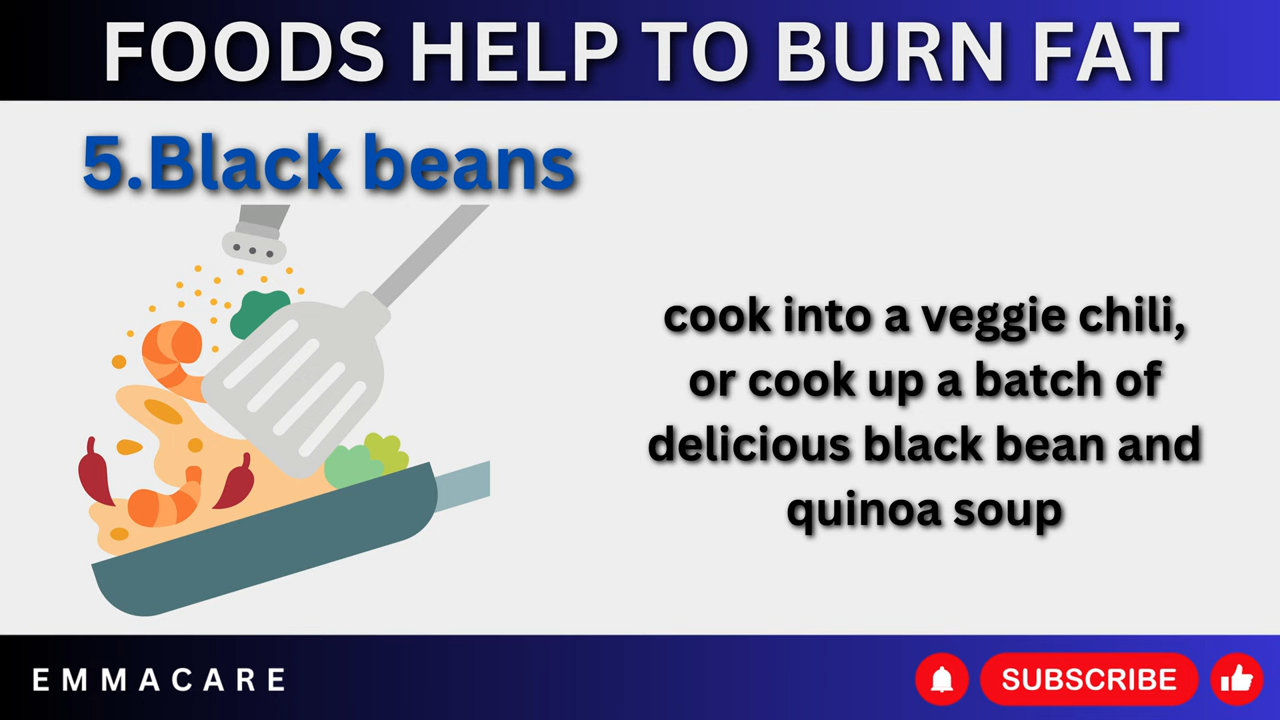 FOODS HELP TO BURN FAT
5.Black beans
cook into a veggie chili,
or cook up a batch of
delicious black bean and
quinoa soup
EMMACARE
SUBSCRIBE